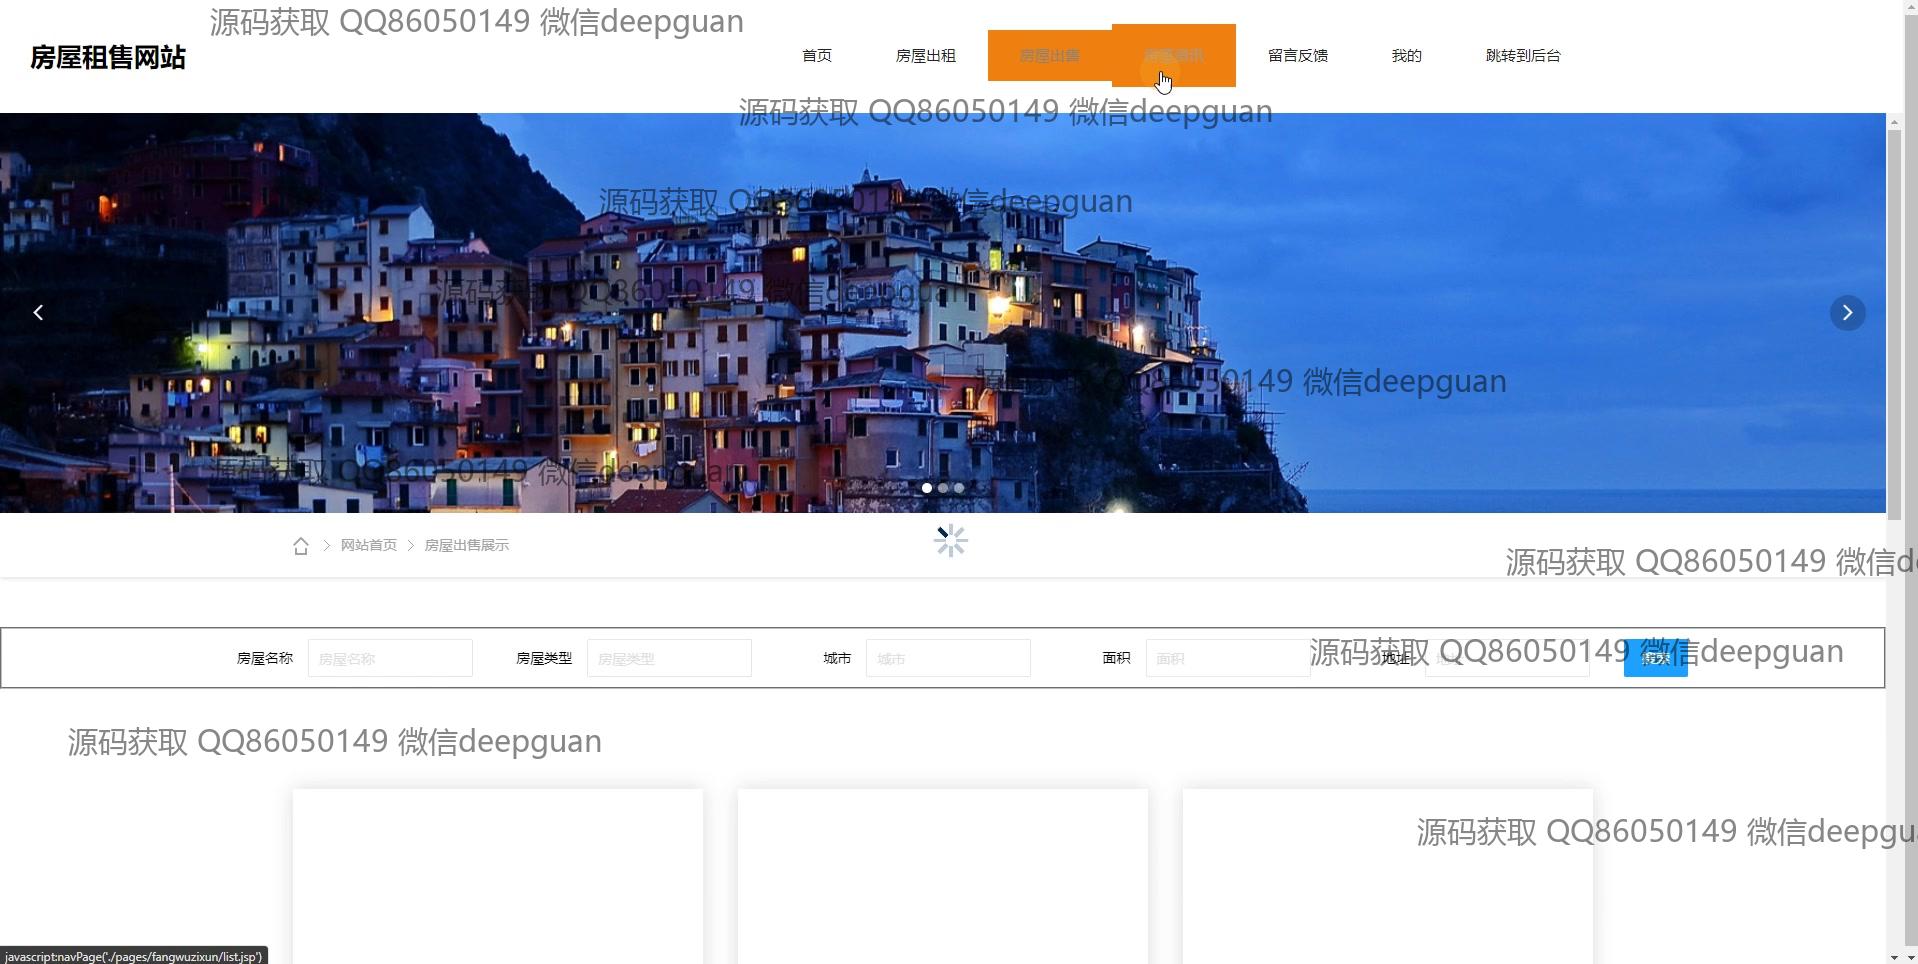 源码获取 QQ86050149 微信deepguan
房屋租售网站
首页 房屋出租 房屋出售 房屋资讯 留言反馈 我的 跳转到后台
源码获取 QQ86050149 微信deepguan
源码获取 QQ86050149 微信deepguan
源码获取 QQ86050149 微信deepguan
源码获取 QQ86050149 微信deepguan
源码获取 QQ86050149 微信deepguan
网站首页 房屋出售展示
源码获取 QQ86050149 微信de
房屋名称 房屋名称 房屋类型 房屋类型 城市 城市 面积 面积 地址 地址 搜索
源码获取 QQ86050149 微信deepguan
源码获取 QQ86050149 微信deepguan
源码获取 QQ86050149 微信deepgu
javascript:navPage('./pages/fangwuzixun/list.jsp')